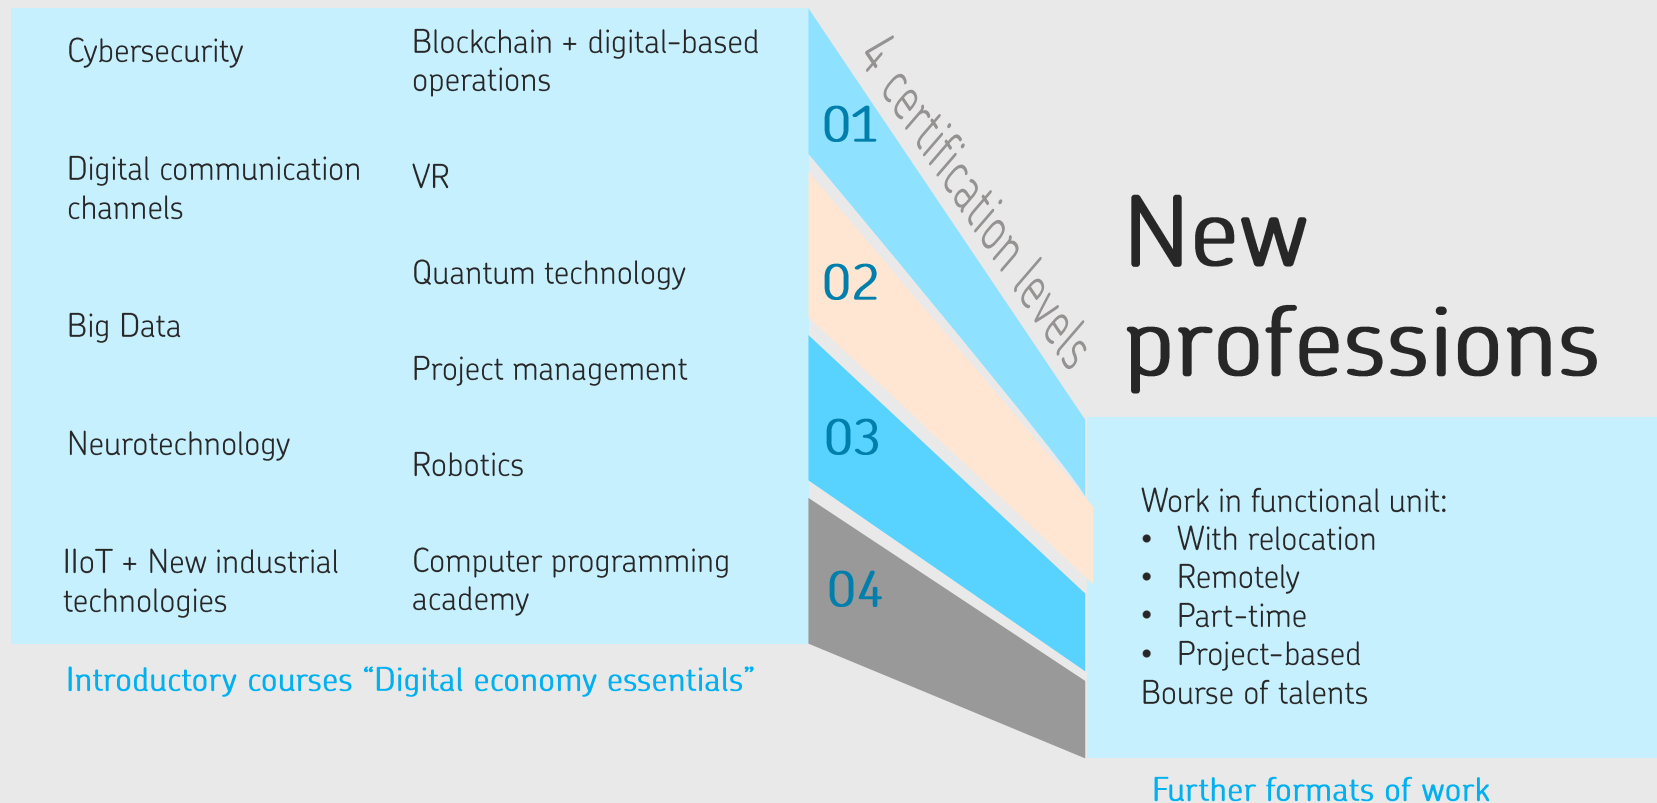 Cybersecurity
Digital communication
channels
Big Data
Neurotechnology
IIoT + New industrial
technologies
Blockchain + digital-based
operations
VR
Quantum technology
Project management
Robotics
Computer programming
academy
Introductory courses “Digital economy essentials”
01
02
03
04
4 certification levels
New
professions
Work in functional unit:
• With relocation
• Remotely
• Part-time
• Project-based
Bourse of talents
Further formats of work